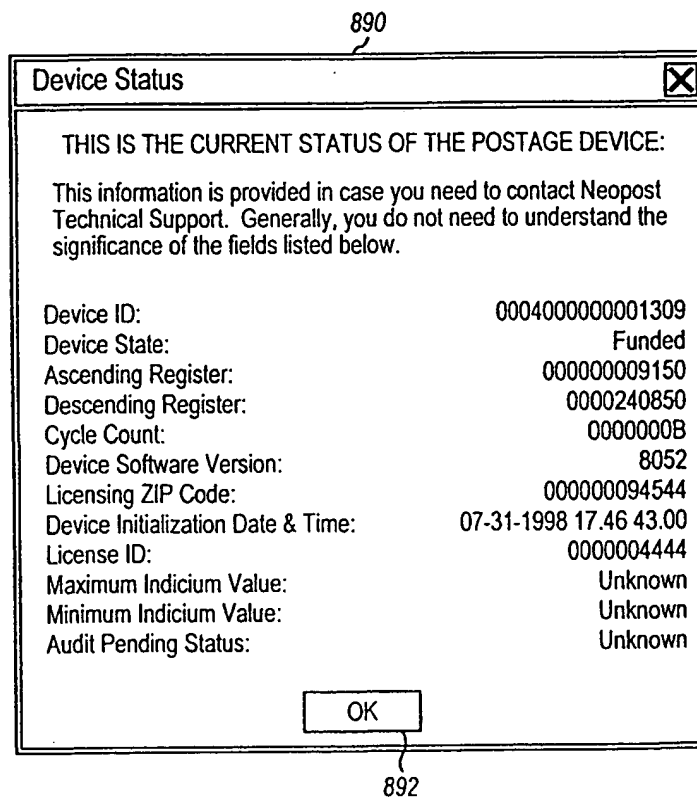 890
Device Status
THIS IS THE CURRENT STATUS OF THE POSTAGE DEVICE:
This information is provided in case you need to contact Neopost
Technical Support. Generally, you do not need to understand the
significance of the fields listed below.
Device ID: 0004000000001309
Device State: Funded
Ascending Register: 000000009150
Descending Register: 0000240850
Cycle Count: 0000000B
Device Software Version: 8052
Licensing ZIP Code: 000000094544
Device Initialization Date & Time: 07-31-1998 17.46 43.00
License ID: 0000004444
Maximum Indicium Value: Unknown
Minimum Indicium Value: Unknown
Audit Pending Status: Unknown
OK
892